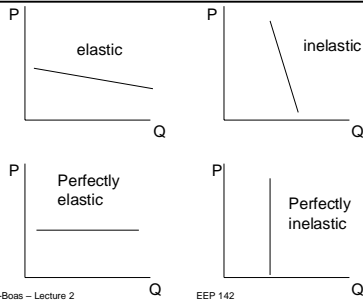 P
elastic
Q
P
inelastic
Q
P
Perfectly
elastic
Q
P
Perfectly
inelastic
Q
-Boas – Lecture 2
EEP 142